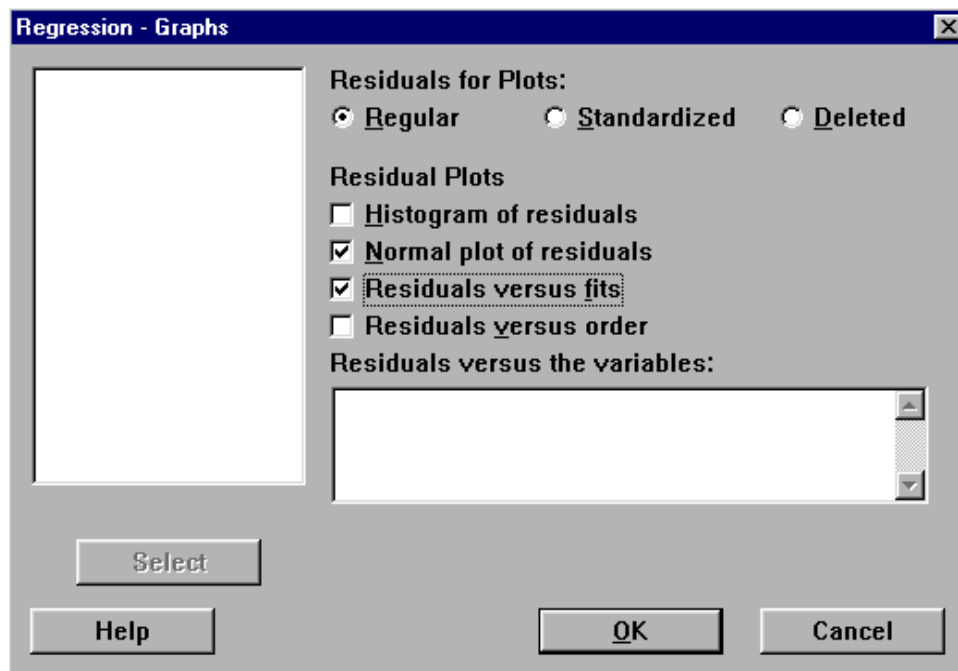 Regression - Graphs
Residuals for Plots:
Regular Standardized Deleted
Residual Plots
Histogram of residuals
Normal plot of residuals
Residuals versus fits
Residuals versus order
Residuals versus the variables:
Select
Help OK Cancel